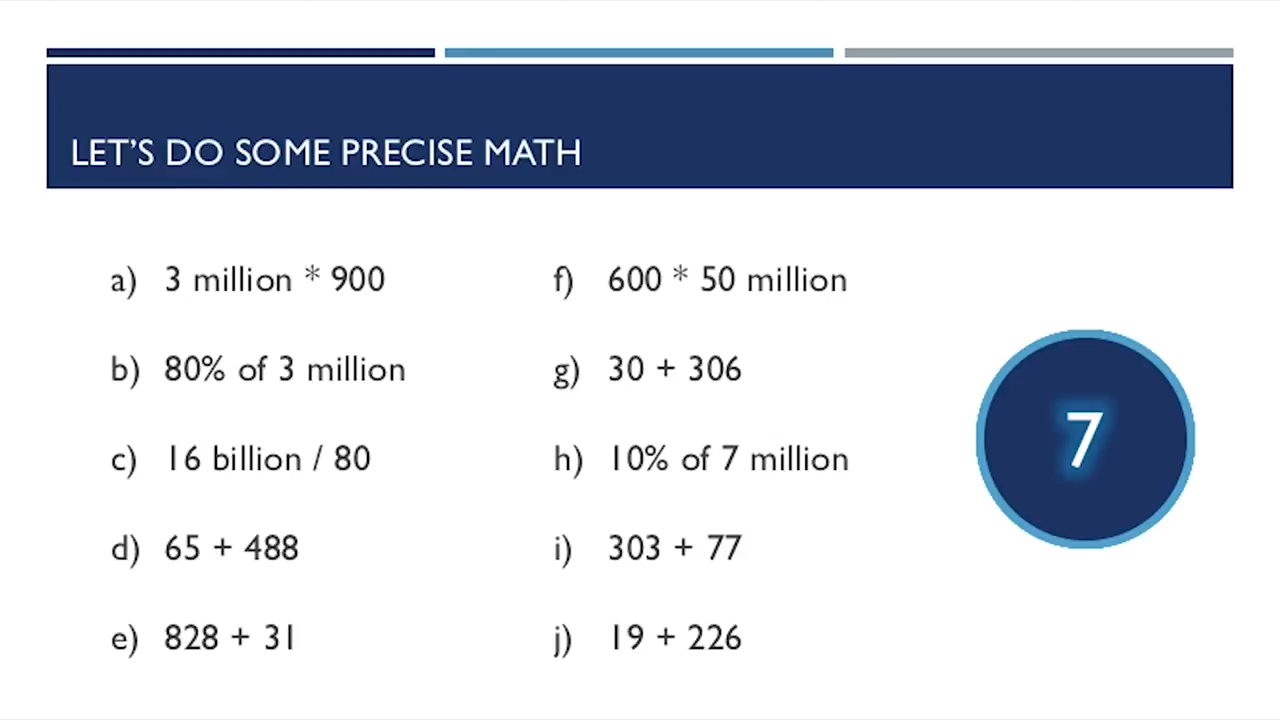 LET'S DO SOME PRECISE MATH
a) 3 million * 900
b) 80% of 3 million
c) 16 billion / 80
d) 65 + 488
e) 828 + 31
f) 600 * 50 million
g) 30 + 306
h) 10% of 7 million
i) 303 + 77
j) 19 + 226
7